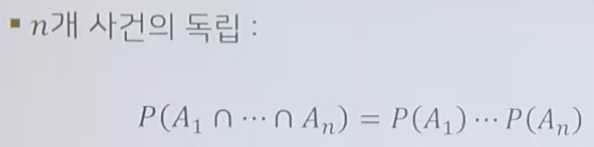 ▪ n개 사건의 독립 :
P(A₁ ∩ ⋯ ∩ Aₙ) = P(A₁) ⋯ P(Aₙ)